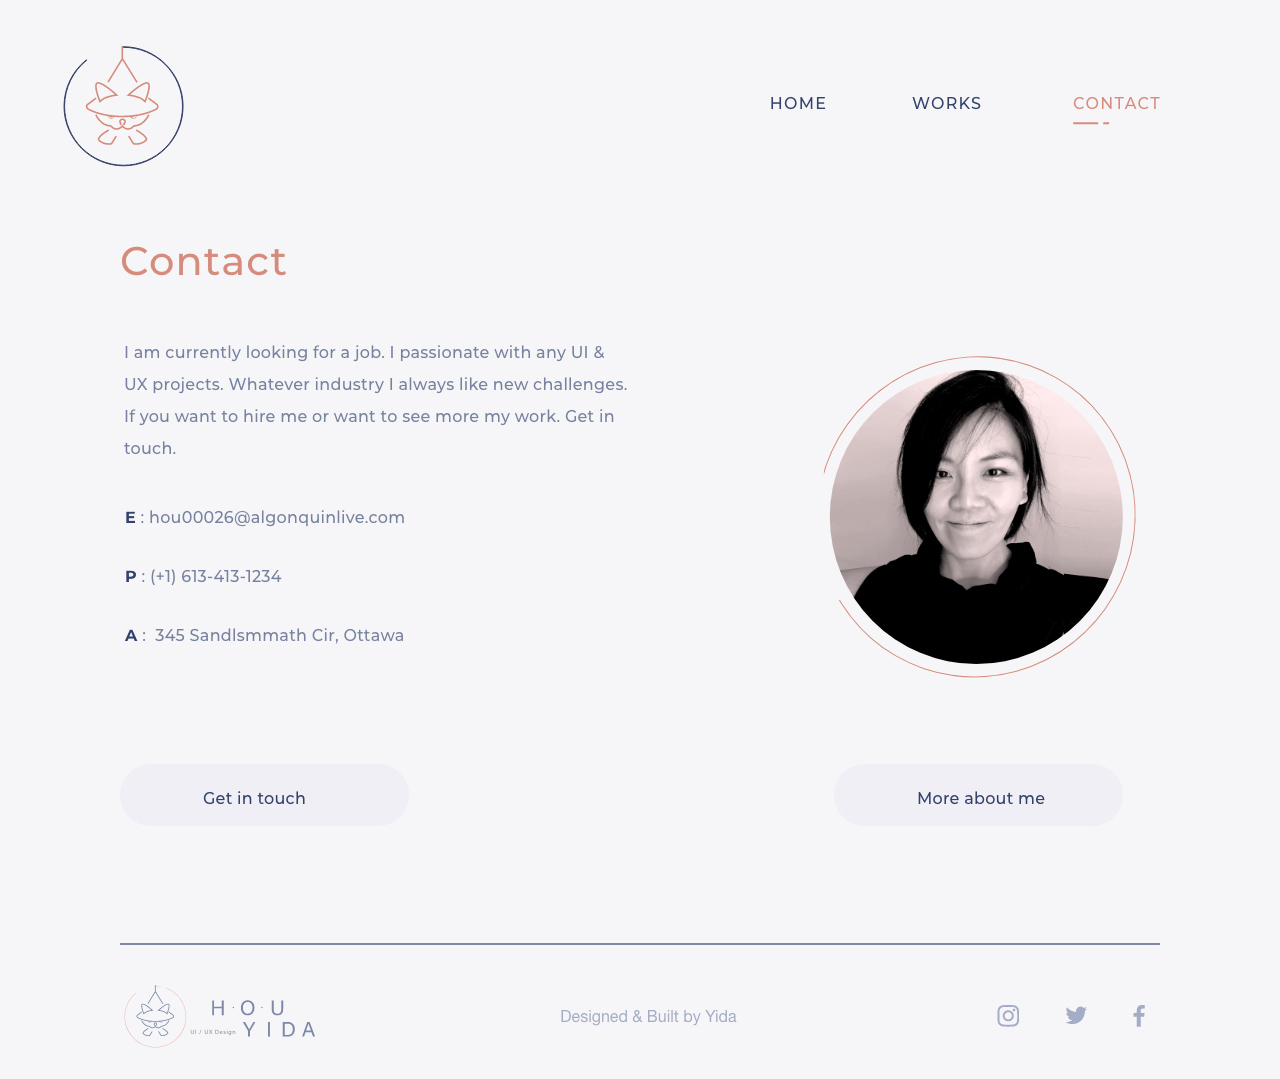 HOME
WORKS
CONTACT
Contact
I am currently looking for a job. I passionate with any UI &
UX projects. Whatever industry I always like new challenges.
If you want to hire me or want to see more my work. Get in
touch.
E : hou00026@algonquinlive.com
P : (+1) 613-413-1234
A : 345 Sandlsmmath Cir, Ottawa
Get in touch
More about me
H · O · U
UI / UX Design YIDA
Designed & Built by Yida